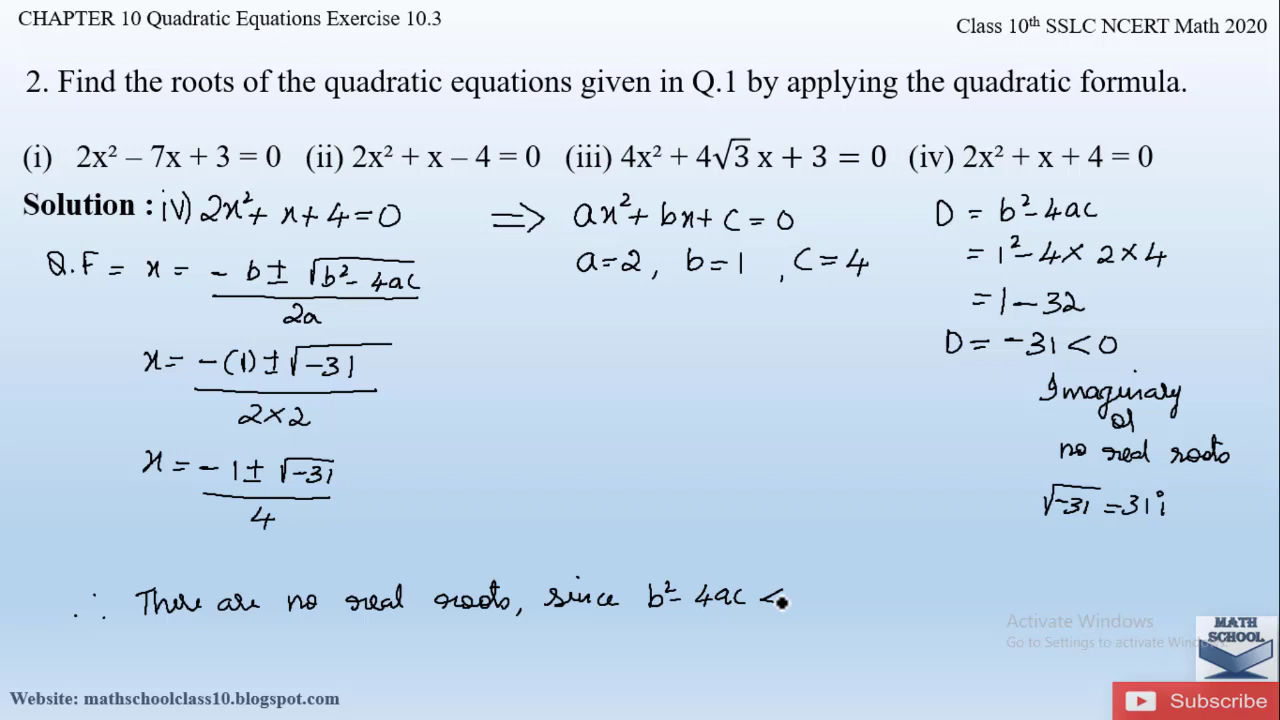 CHAPTER 10 Quadratic Equations Exercise 10.3
Class 10th SSLC NCERT Math 2020
2. Find the roots of the quadratic equations given in Q.1 by applying the quadratic formula.
(i) 2x² – 7x + 3 = 0 (ii) 2x² + x – 4 = 0 (iii) 4x² + 4√3 x + 3 = 0 (iv) 2x² + x + 4 = 0
Solution : iv) 2x² + x + 4 = 0 ⟹ ax² + bx + c = 0
Q.F = x = - b ± √b² - 4ac / 2a
a = 2, b = 1, c = 4
x = - (1) ± √-31 / 2 × 2
x = - 1 ± √-31 / 4
D = b² - 4ac
= 1² - 4 × 2 × 4
= 1 - 32
D = - 31 < 0
Imaginary
or
no real roots
√-31 = 31 i
∴ There are no real roots, since b² - 4ac <
Activate Windows
Go to Settings to activate Windows.
MATH
SCHOOL
Website: mathschoolclass10.blogspot.com
Subscribe